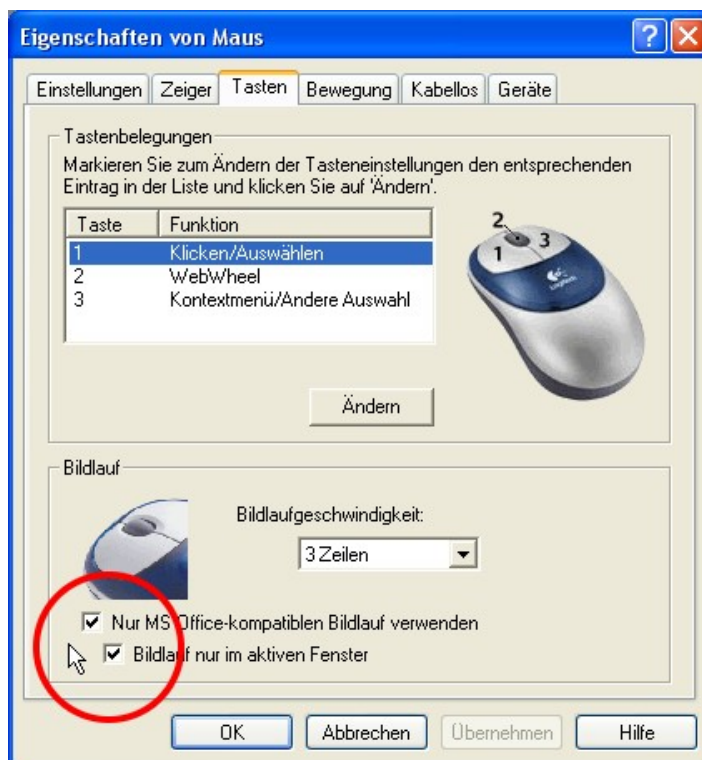 Eigenschaften von Maus
?
Einstellungen Zeiger Tasten Bewegung Kabellos Geräte
Tastenbelegungen
Markieren Sie zum Ändern der Tasteneinstellungen den entsprechenden
Eintrag in der Liste und klicken Sie auf 'Ändern'.
Taste Funktion
1 Klicken/Auswählen
2 WebWheel
3 Kontextmenü/Andere Auswahl
2
1 3
Logitech
Ändern
Bildlauf
Bildlaufgeschwindigkeit:
3 Zeilen
Nur MS Office-kompatiblen Bildlauf verwenden
Bildlauf nur im aktiven Fenster
OK Abbrechen Übernehmen Hilfe